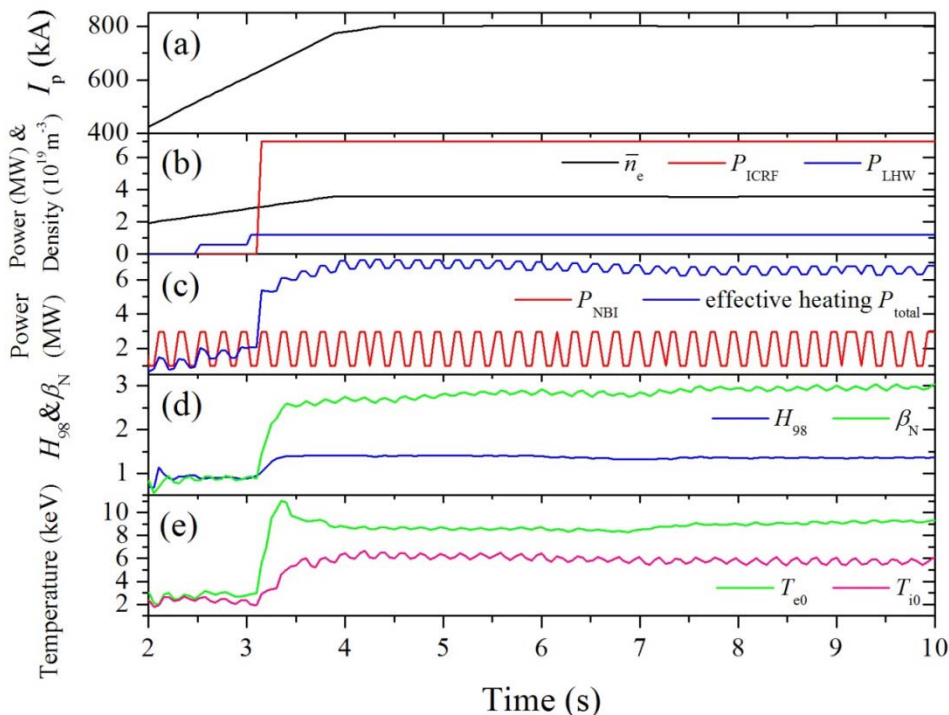 (a)
I_p (kA)
800
600
400
(b)
Power (MW) &
Density (10^19 m^-3)
6
4
2
0
n̄_e P_ICRF P_LHW
(c)
Power
(MW)
6
4
2
P_NBI effective heating P_total
(d)
H_98&β_N
3
2
1
H_98 β_N
(e)
Temperature (keV)
10
8
6
4
2
T_e0 T_i0
2 3 4 5 6 7 8 9 10
Time (s)